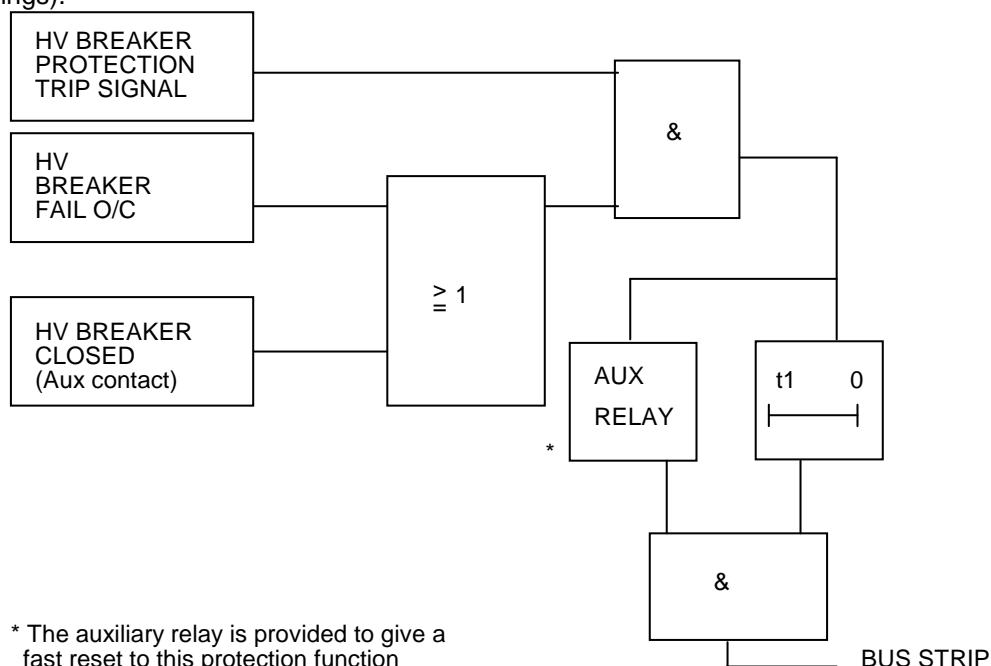 HV BREAKER
PROTECTION
TRIP SIGNAL
&
HV
BREAKER
FAIL O/C
≥ 1
HV BREAKER
CLOSED
(Aux contact)
AUX
RELAY
t1 0
*
&
* The auxiliary relay is provided to give a
fast reset to this protection function
BUS STRIP